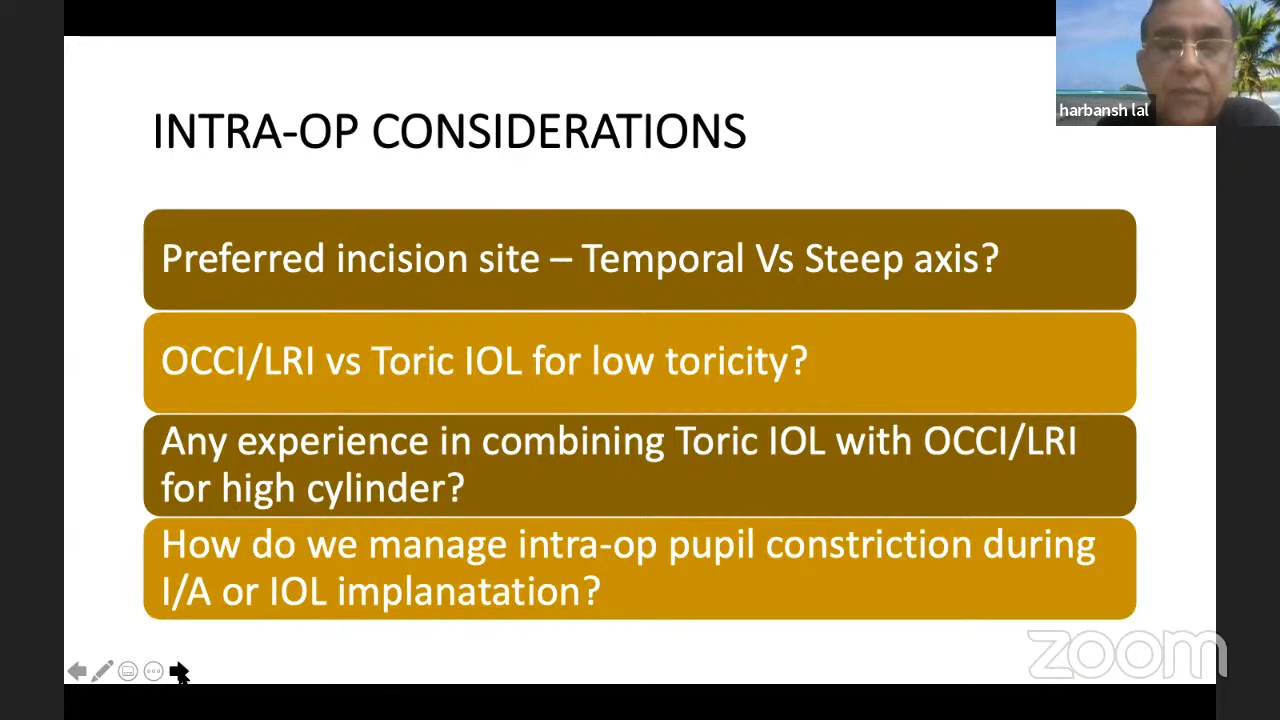 harbansh lal
INTRA-OP CONSIDERATIONS
Preferred incision site – Temporal Vs Steep axis?
OCCI/LRI vs Toric IOL for low toricity?
Any experience in combining Toric IOL with OCCI/LRI
for high cylinder?
How do we manage intra-op pupil constriction during
I/A or IOL implanatation?
zoom